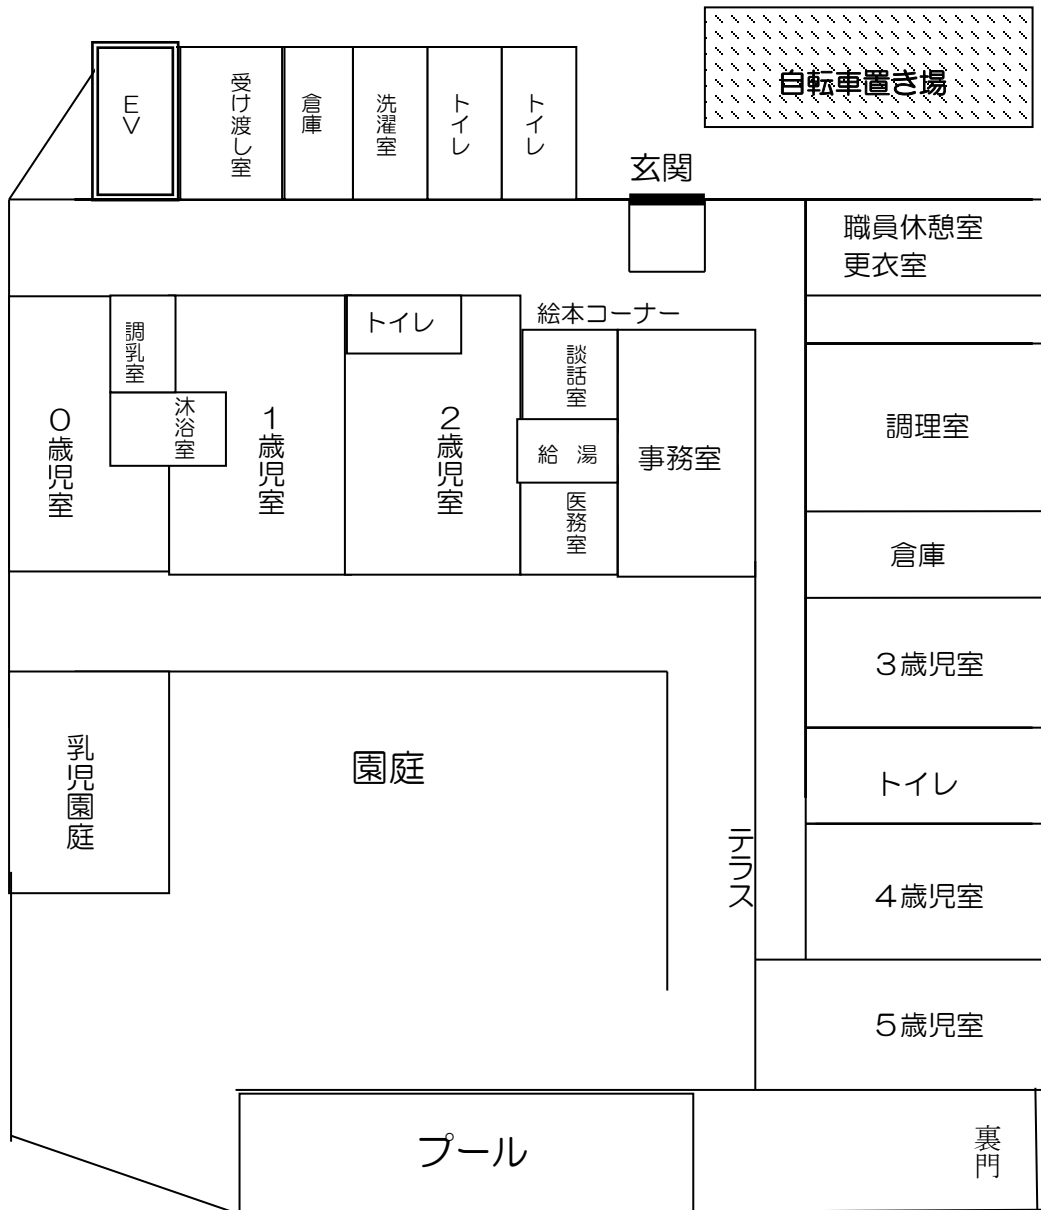 自転車置き場
EV
受け渡し室
倉庫
洗濯室
トイレ
トイレ
玄関
職員休憩室
更衣室
絵本コーナー
トイレ
調乳室
談話室
沐浴室
0歳児室
1歳児室
2歳児室
給 湯
事務室
調理室
医務室
倉庫
3歳児室
乳児園庭
園庭
トイレ
テラス
4歳児室
5歳児室
プール
裏門